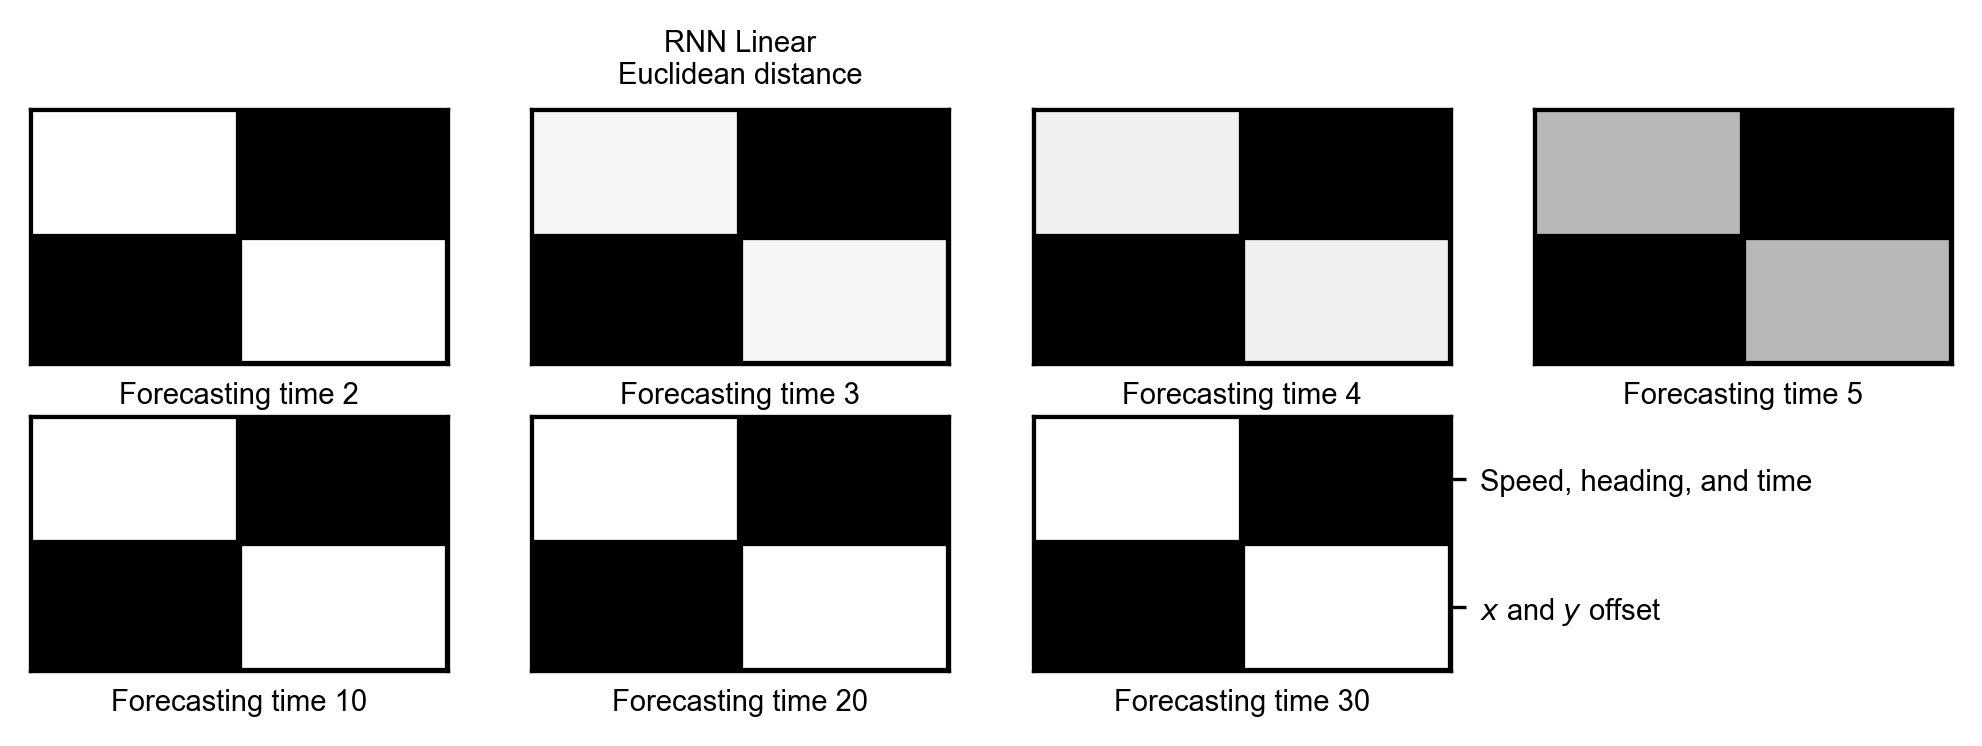 RNN Linear
Euclidean distance
Forecasting time 2
Forecasting time 3
Forecasting time 4
Forecasting time 5
Speed, heading, and time
x and y offset
Forecasting time 10
Forecasting time 20
Forecasting time 30